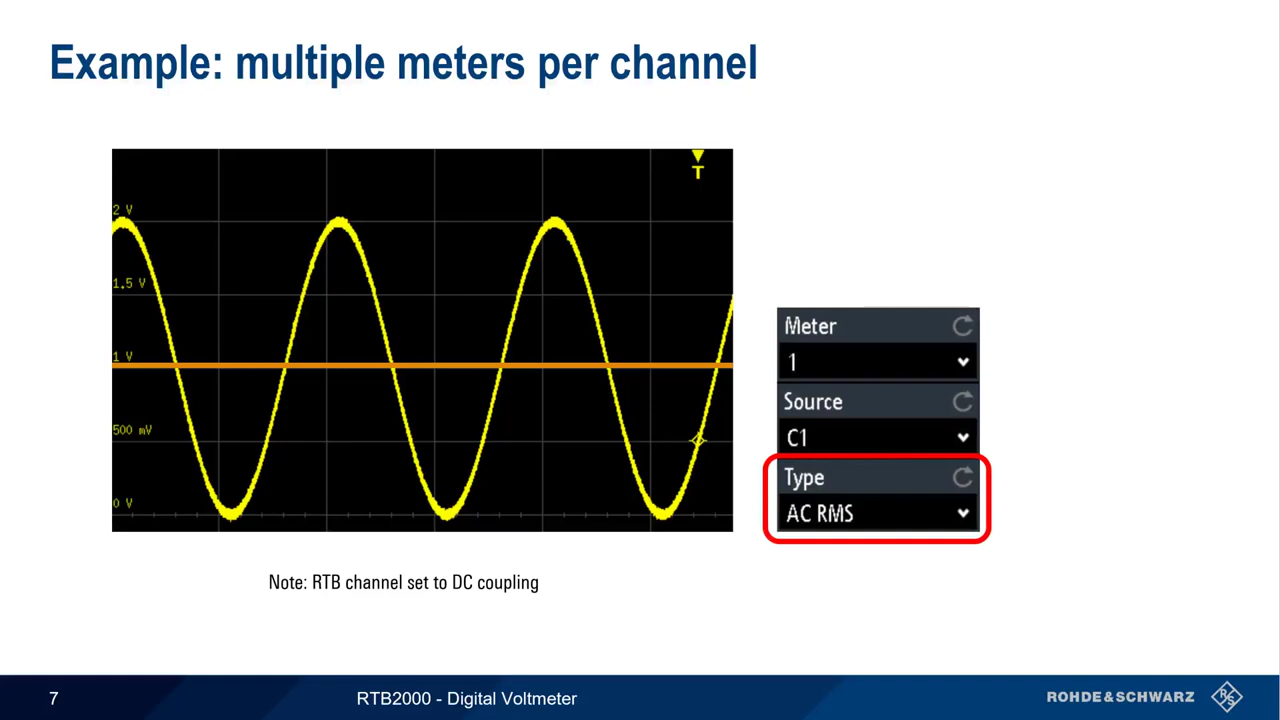 Example: multiple meters per channel
T
2 V
1.5 V
1 V
500 mV
0 V
Meter
1
Source
C1
Type
AC RMS
Note: RTB channel set to DC coupling
7
RTB2000 - Digital Voltmeter
ROHDE&SCHWARZ
R&S